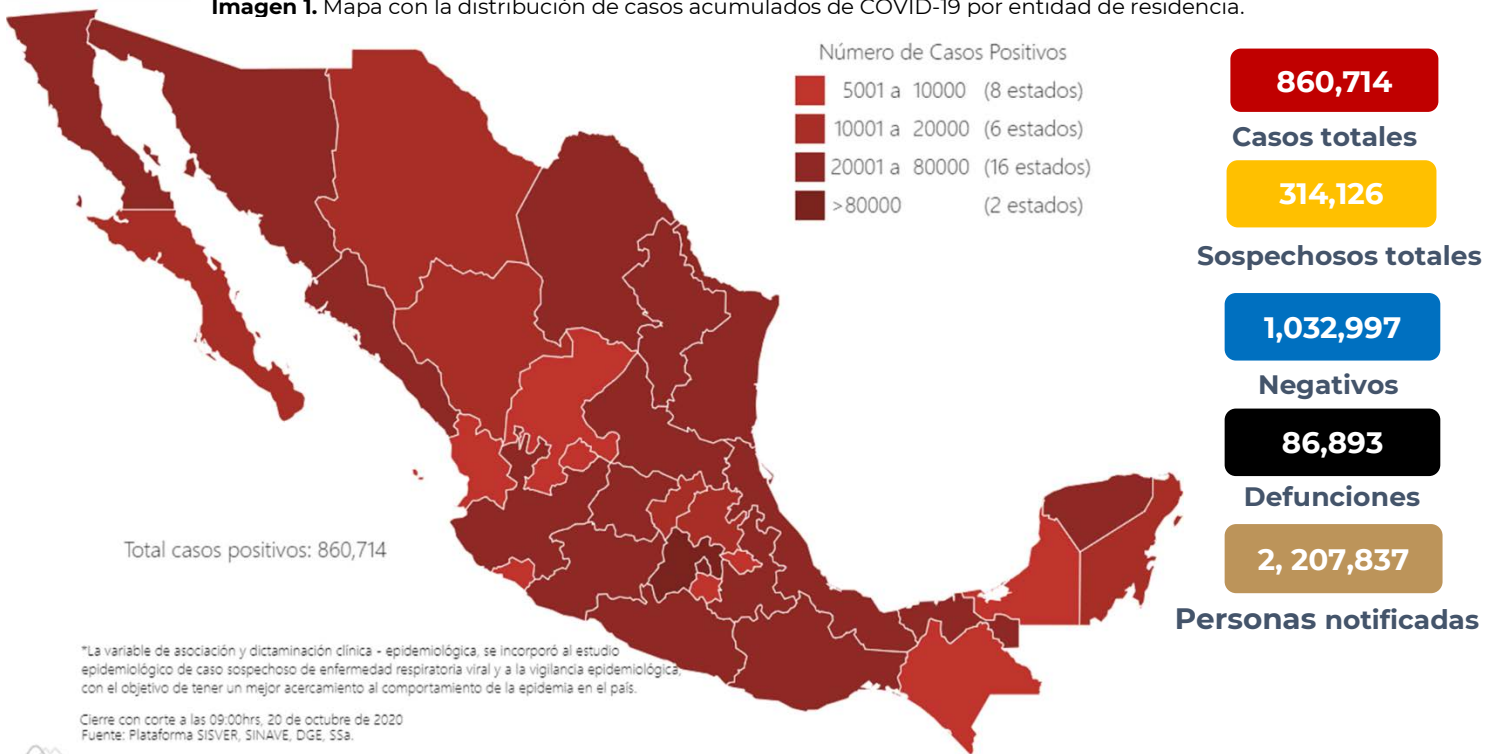 Imagen 1. Mapa con la distribución de casos acumulados de COVID-19 por entidad de residencia.
Número de Casos Positivos
5001 a 10000 (8 estados)
10001 a 20000 (6 estados)
20001 a 80000 (16 estados)
>80000 (2 estados)
860,714
Casos totales
314,126
Sospechosos totales
1,032,997
Negativos
86,893
Defunciones
2, 207,837
Personas notificadas
Total casos positivos: 860,714
*La variable de asociación y dictaminación clínica - epidemiológica, se incorporó al estudio
epidemiológico de caso sospechoso de enfermedad respiratoria viral y a la vigilancia epidemiológica,
con el objetivo de tener un mejor acercamiento al comportamiento de la epidemia en el país.
Cierre con corte a las 09:00hrs, 20 de octubre de 2020
Fuente: Plataforma SISVER, SINAVE, DGE, SSa.